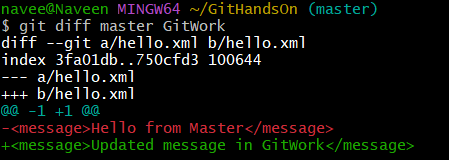 navee@Naveen MINGW64 ~/GitHandsOn (master)
$ git diff master GitWork
diff --git a/hello.xml b/hello.xml
index 3fa01db..750cfd3 100644
--- a/hello.xml
+++ b/hello.xml
@@ -1 +1 @@
-<message>Hello from Master</message>
+<message>Updated message in GitWork</message>